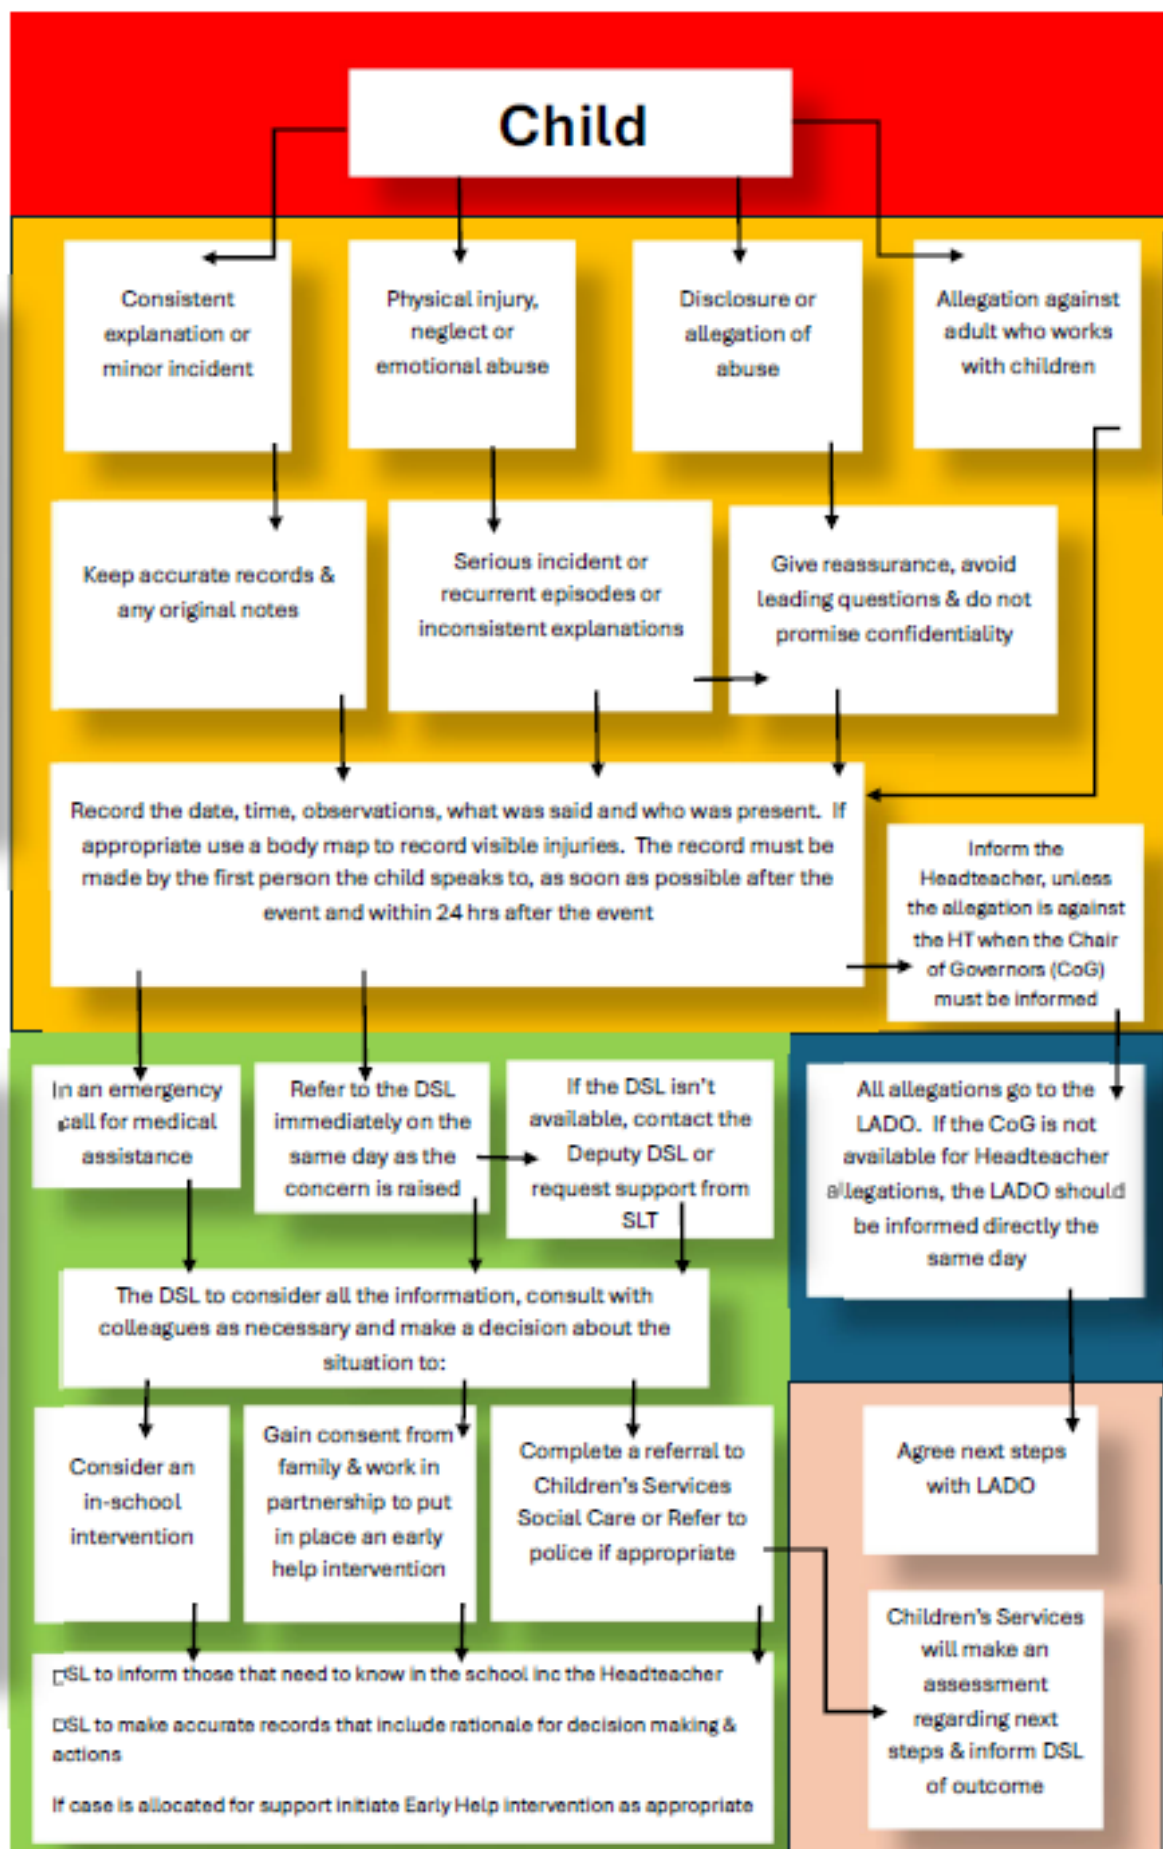 Child
Consistent
explanation or
minor incident
Physical injury,
neglect or
emotional abuse
Disclosure or
allegation of
abuse
Allegation against
adult who works
with children
Keep accurate records &
any original notes
Serious incident or
recurrent episodes or
inconsistent explanations
Give reassurance, avoid
leading questions & do not
promise confidentiality
Record the date, time, observations, what was said and who was present.  If
appropriate use a body map to record visible injuries.  The record must be
made by the first person the child speaks to, as soon as possible after the
event and within 24 hrs after the event
Inform the
Headteacher, unless
the allegation is against
the HT when the Chair
of Governors (CoG)
must be informed
In an emergency
call for medical
assistance
Refer to the DSL
immediately on the
same day as the
concern is raised
If the DSL isn't
available, contact the
Deputy DSL or
request support from
SLT
All allegations go to the
LADO.  If the CoG is not
available for Headteacher
allegations, the LADO should
be informed directly the
same day
The DSL to consider all the information, consult with
colleagues as necessary and make a decision about the
situation to:
Consider an
in-school
intervention
Gain consent from
family & work in
partnership to put
in place an early
help intervention
Complete a referral to
Children's Services
Social Care or Refer to
police if appropriate
Agree next steps
with LADO
Children's Services
will make an
assessment
regarding next
steps & inform DSL
of outcome
DSL to inform those that need to know in the school inc the Headteacher
DSL to make accurate records that include rationale for decision making &
actions
If case is allocated for support initiate Early Help intervention as appropriate